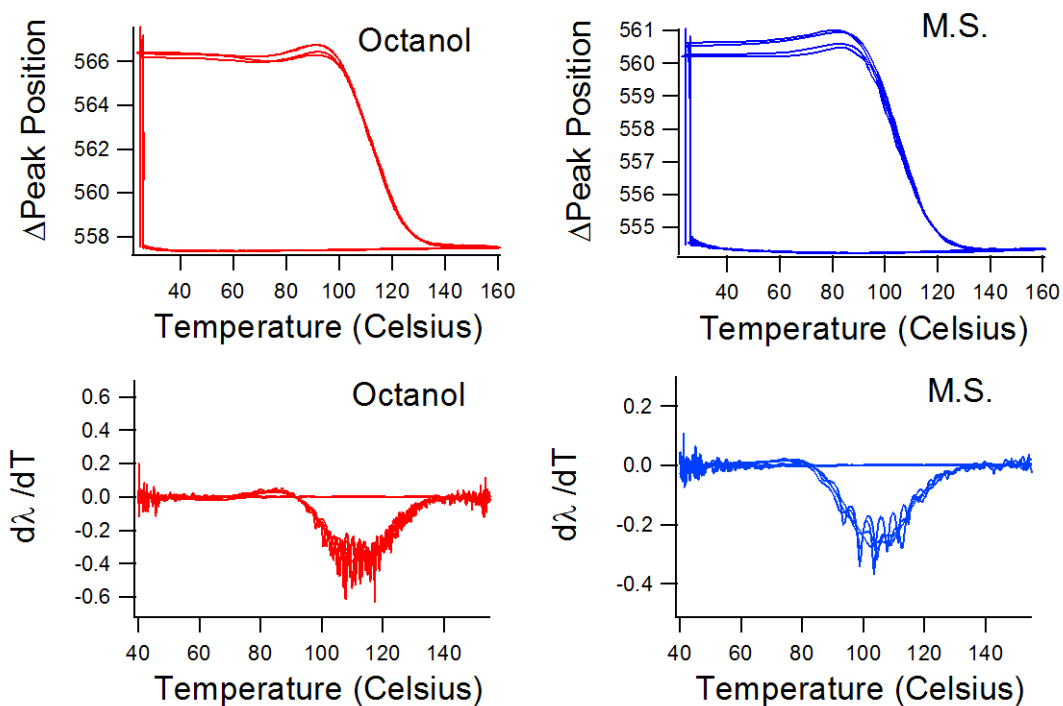 Octanol
ΔPeak Position
566
564
562
560
558
40 60 80 100 120 140 160
Temperature (Celsius)
M.S.
ΔPeak Position
561
560
559
558
557
556
555
40 60 80 100 120 140 160
Temperature (Celsius)
Octanol
dλ /dT
0.6
0.4
0.2
0.0
-0.2
-0.4
-0.6
40 60 80 100 120 140
Temperature (Celsius)
M.S.
dλ /dT
0.2
0.0
-0.2
-0.4
40 60 80 100 120 140
Temperature (Celsius)